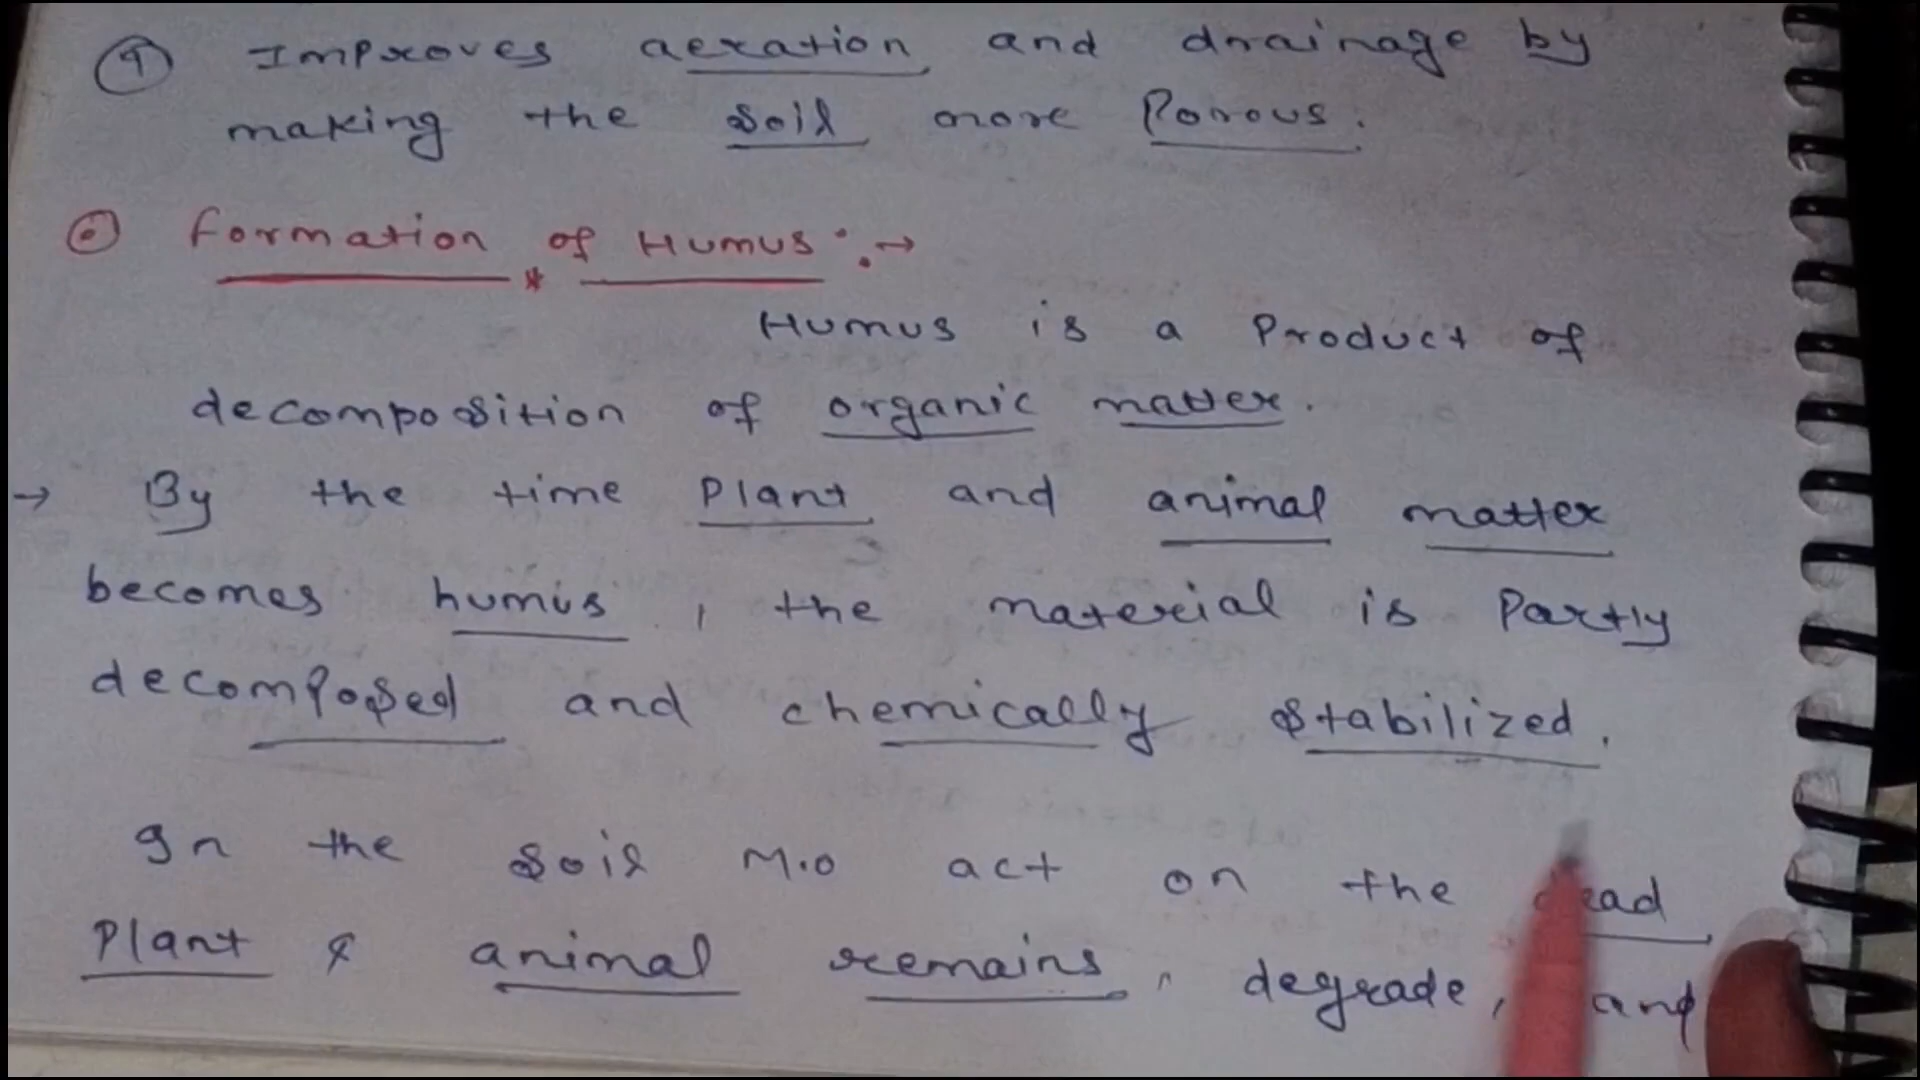 9 Improves aeration and drainage by
making the soil more Porous.
Formation of Humus :→
Humus is a Product of
decomposition of organic matter.
→ By the time Plant and animal matter
becomes humus, the material is Partly
decomposed and chemically stabilized.
In the soil M.O act on the dead
Plant & animal remains, degrade, and